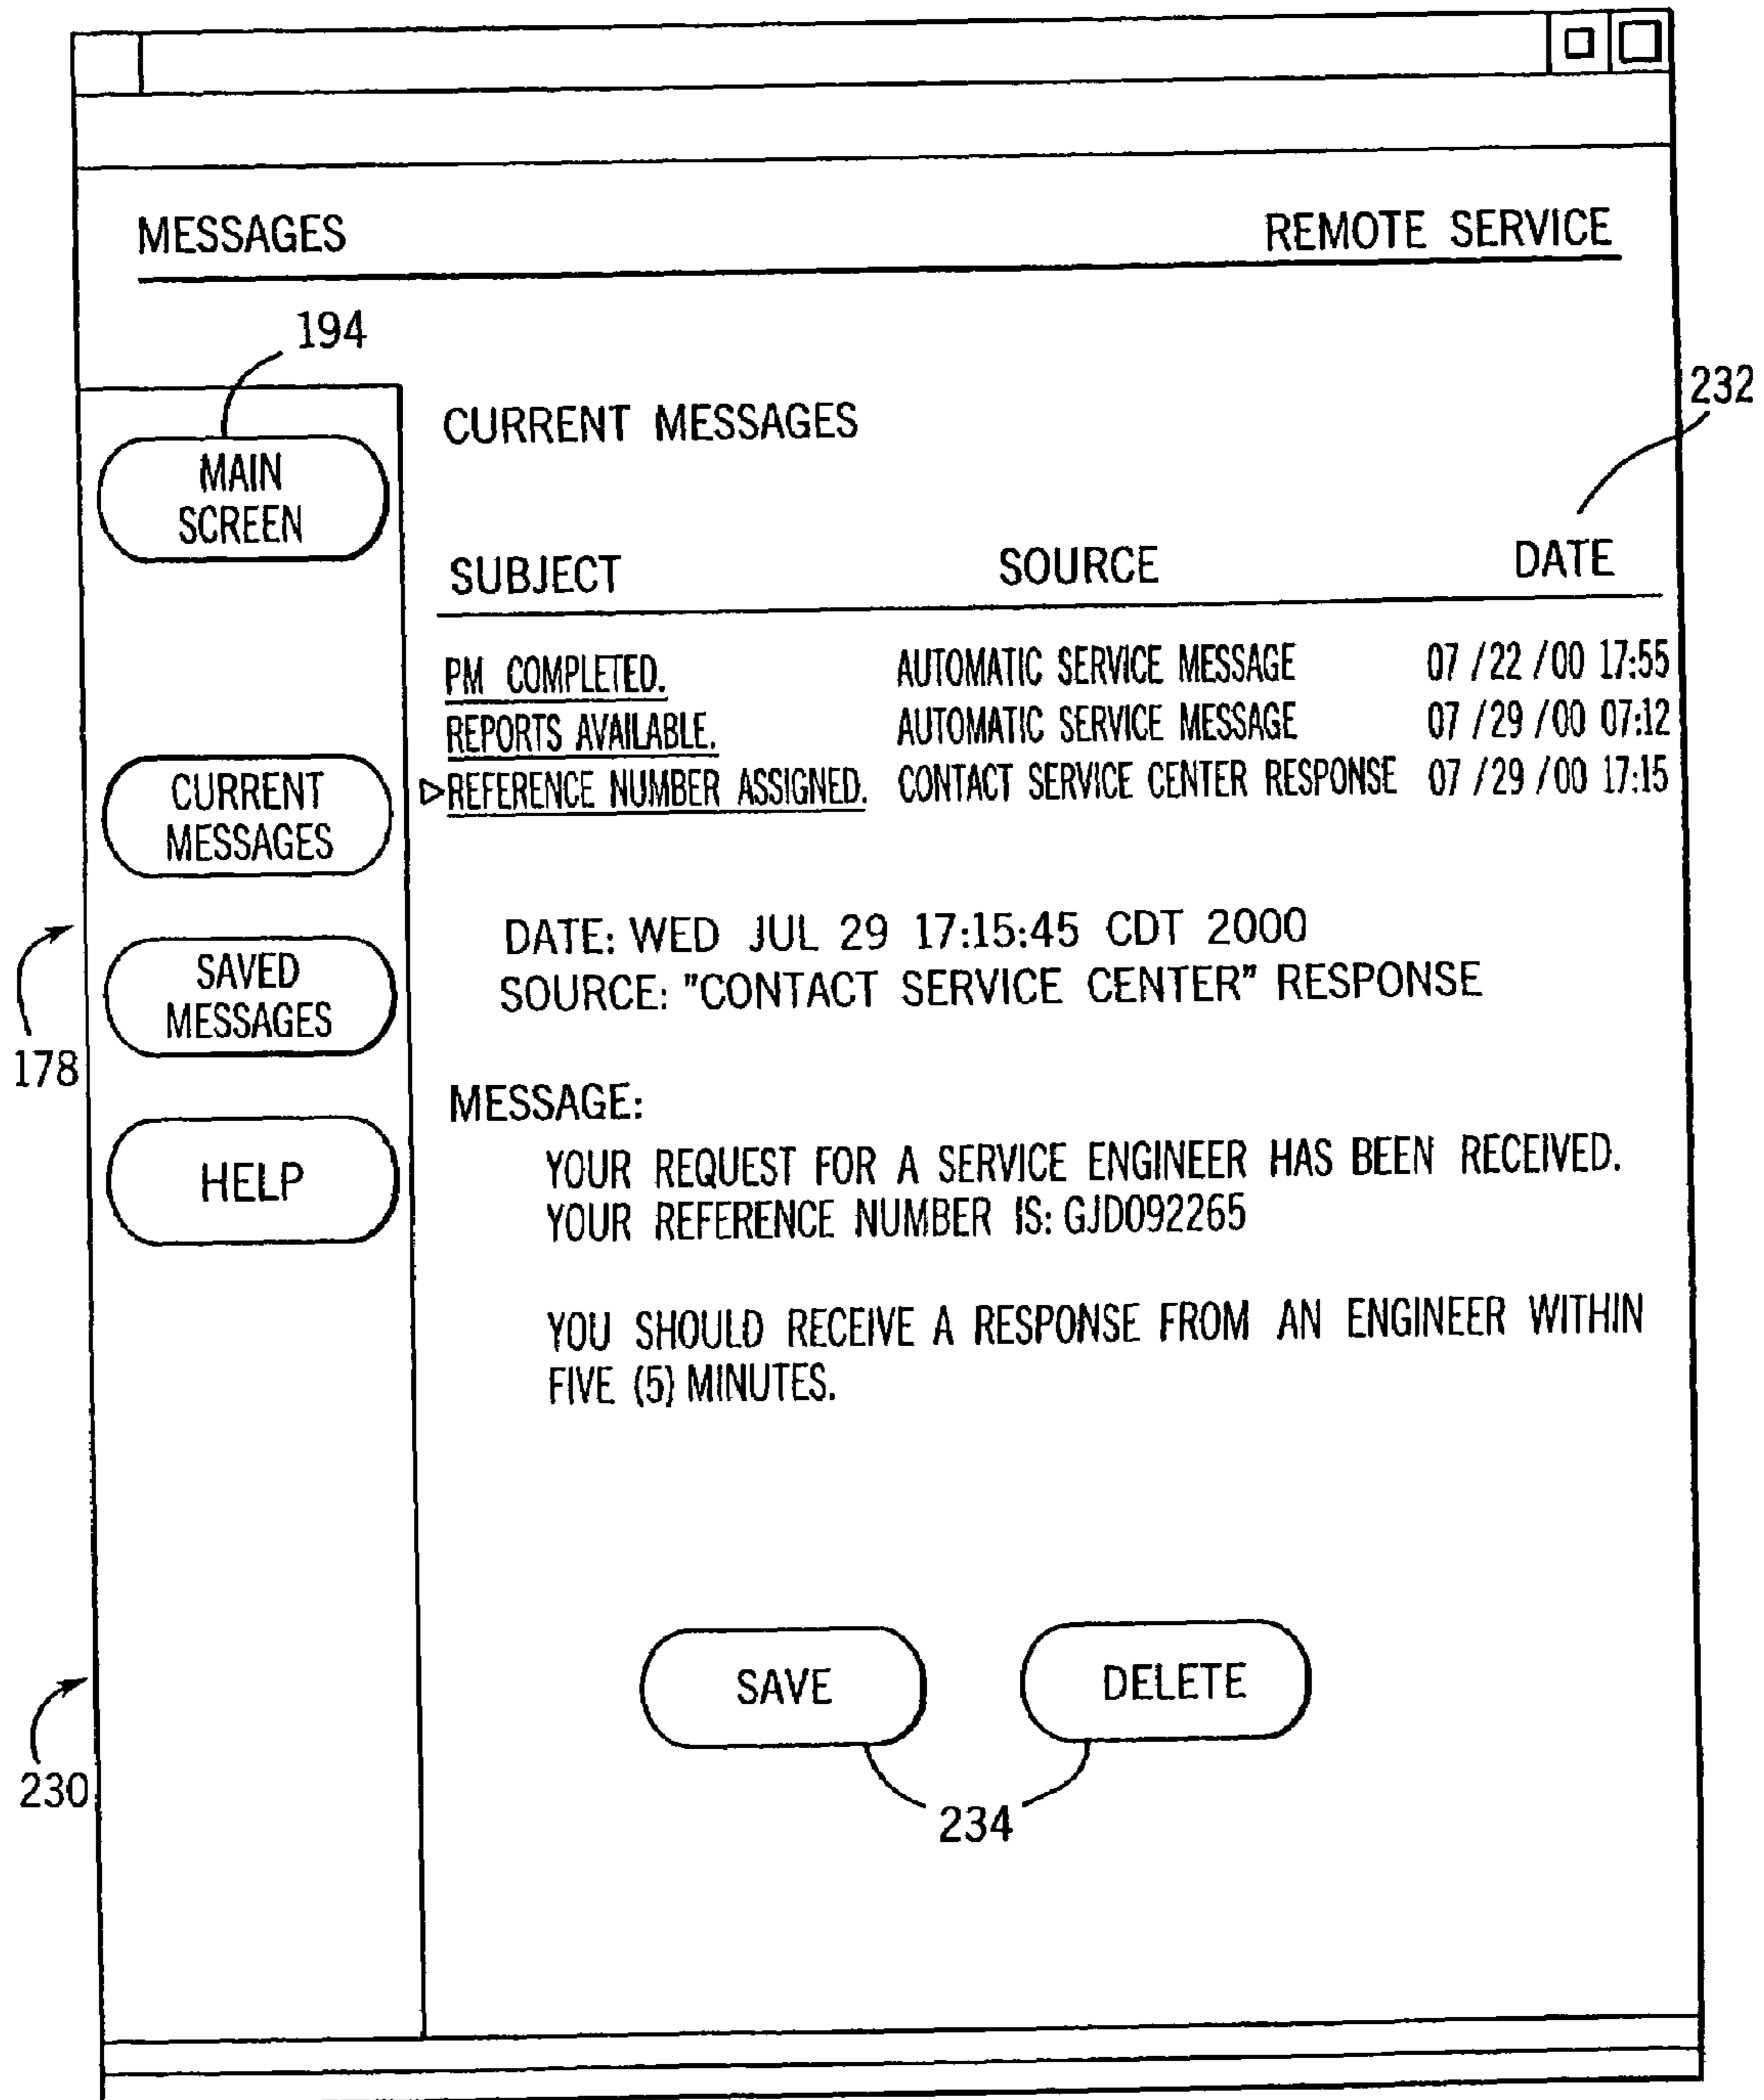 MESSAGES REMOTE SERVICE
194
232
CURRENT MESSAGES
MAIN
SCREEN
SUBJECT SOURCE DATE
PM COMPLETED. AUTOMATIC SERVICE MESSAGE 07/22/00 17:55
REPORTS AVAILABLE. AUTOMATIC SERVICE MESSAGE 07/29/00 07:12
▷REFERENCE NUMBER ASSIGNED. CONTACT SERVICE CENTER RESPONSE 07/29/00 17:15
CURRENT
MESSAGES
DATE: WED JUL 29 17:15:45 CDT 2000
SOURCE: "CONTACT SERVICE CENTER" RESPONSE
SAVED
MESSAGES
178
MESSAGE:
YOUR REQUEST FOR A SERVICE ENGINEER HAS BEEN RECEIVED.
YOUR REFERENCE NUMBER IS: GJD092265
HELP
YOU SHOULD RECEIVE A RESPONSE FROM AN ENGINEER WITHIN
FIVE (5) MINUTES.
SAVE DELETE
230
234